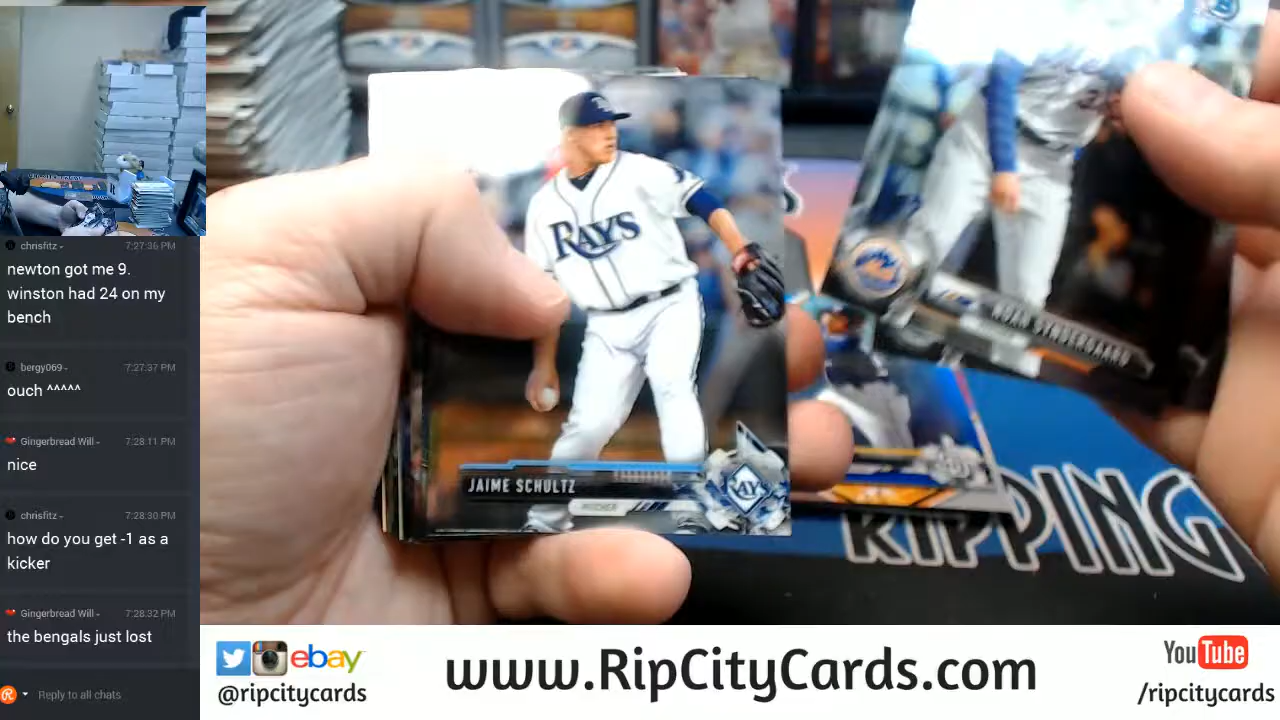 chrisfitz
7:27:36 PM
newton got me 9.
winston had 24 on my
bench
bergy069
7:27:37 PM
ouch ^^^^^
Gingerbread Will
7:28:11 PM
nice
chrisfitz
7:28:30 PM
how do you get -1 as a
kicker
Gingerbread Will
7:28:32 PM
the bengals just lost
Reply to all chats
RAYS
JAIME SCHULTZ
PITCHER
RAYS
NOAH SYNDERGAARD
RIPPING
ebay
@ripcitycards
www.RipCityCards.com
YouTube
/ripcitycards